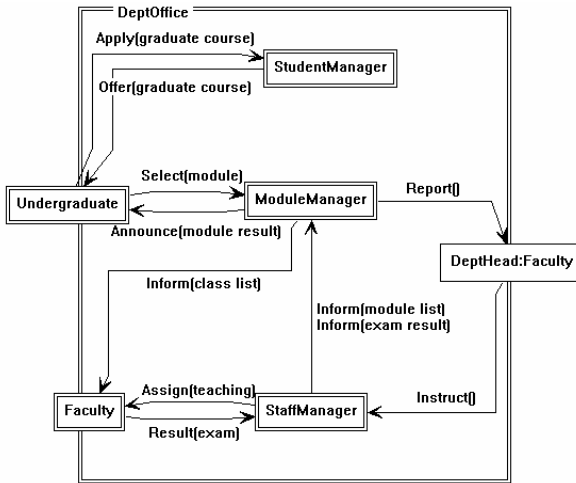 DeptOffice
Apply(graduate course)
StudentManager
Offer(graduate course)
Select(module)
Report()
Undergraduate
ModuleManager
Announce(module result)
DeptHead:Faculty
Inform(class list)
Inform(module list)
Inform(exam result)
Assign(teaching)
Instruct()
Faculty
StaffManager
Result(exam)